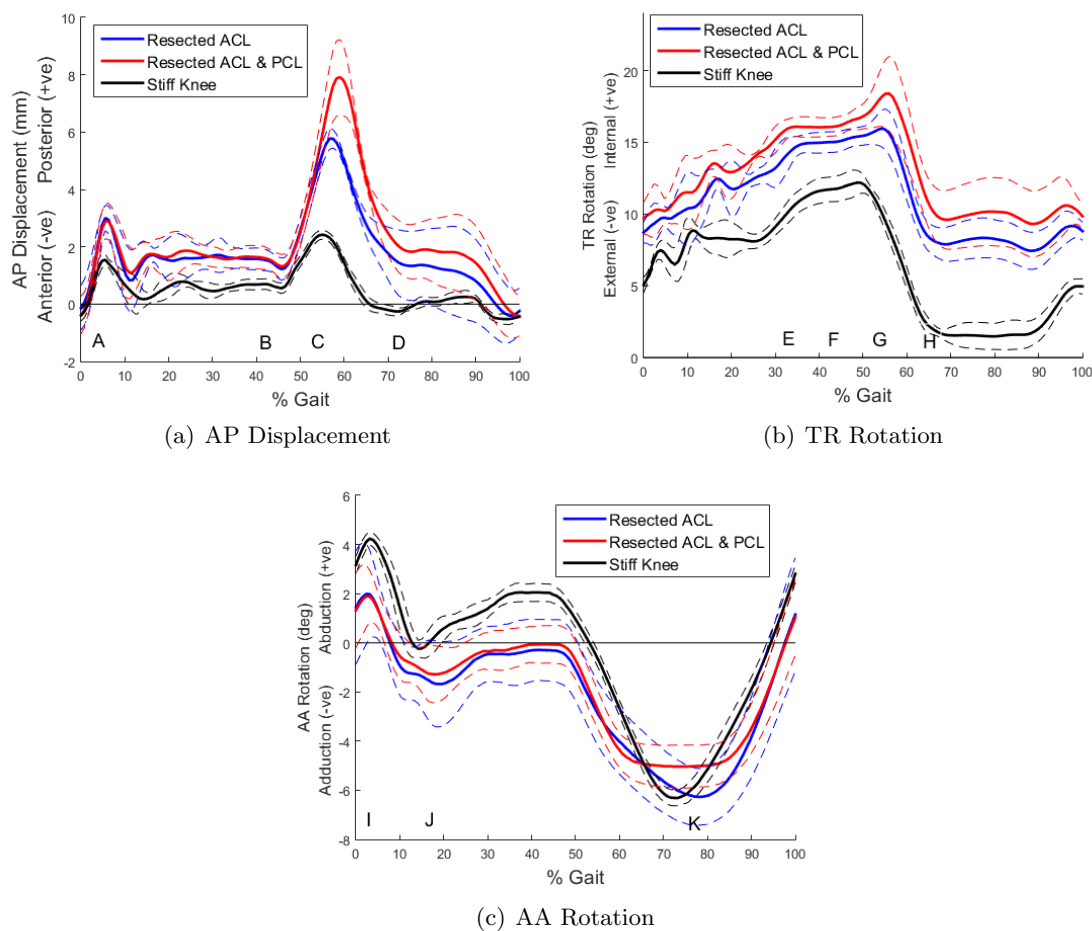 AP Displacement (mm)
Anterior (-ve) Posterior (+ve)
10
8
6
4
2
0
-2
Resected ACL
Resected ACL & PCL
Stiff Knee
A B C D
0 10 20 30 40 50 60 70 80 90 100
% Gait
(a) AP Displacement
TR Rotation (deg)
External (-ve) Internal (+ve)
20
15
10
5
0
Resected ACL
Resected ACL & PCL
Stiff Knee
E F G H
0 10 20 30 40 50 60 70 80 90 100
% Gait
(b) TR Rotation
AA Rotation (deg)
Adduction (-ve) Abduction (+ve)
6
4
2
0
-2
-4
-6
-8
Resected ACL
Resected ACL & PCL
Stiff Knee
I J K
0 10 20 30 40 50 60 70 80 90 100
% Gait
(c) AA Rotation